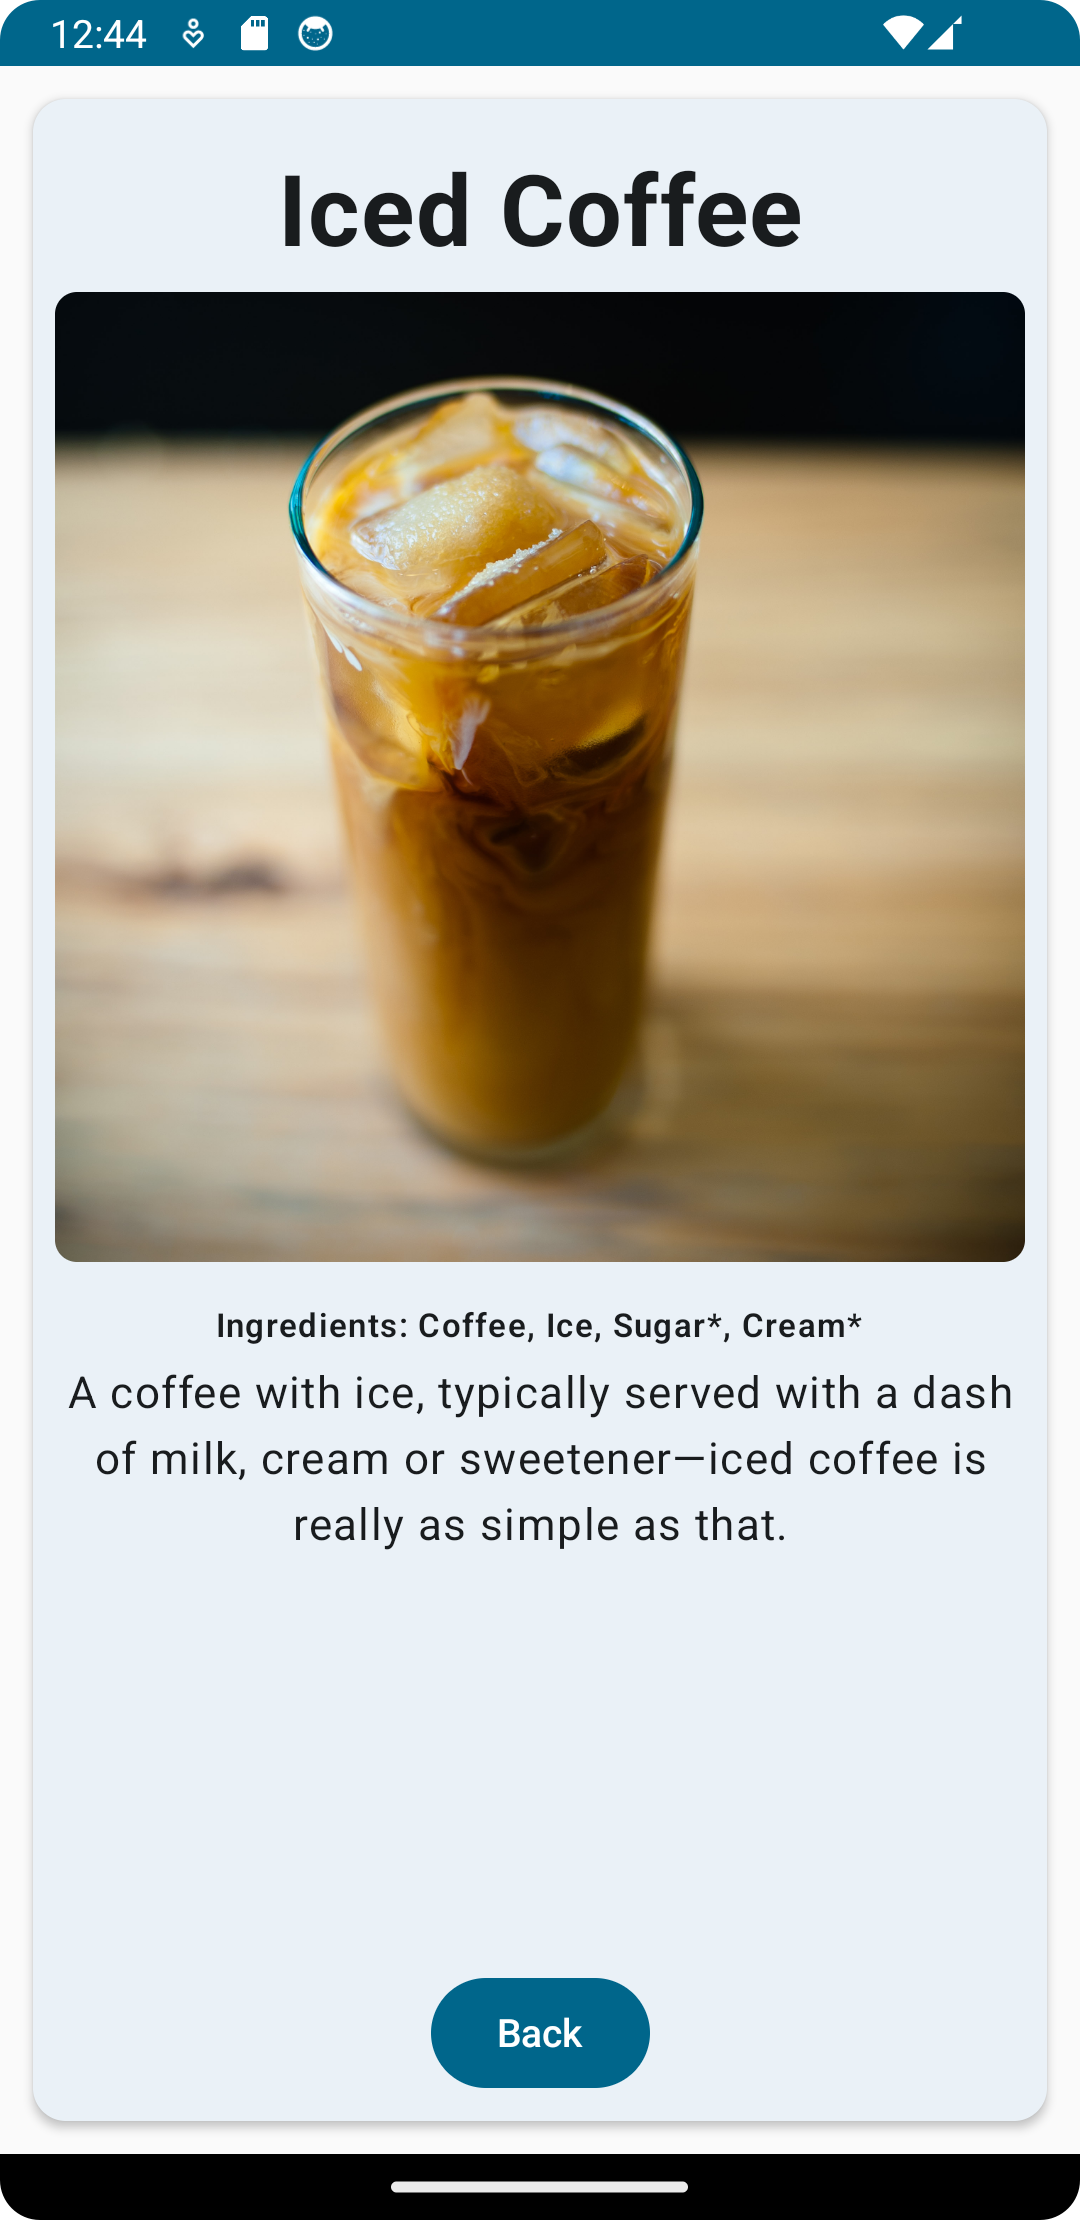 12:44
Iced Coffee
Ingredients: Coffee, Ice, Sugar*, Cream*
A coffee with ice, typically served with a dash
of milk, cream or sweetener—iced coffee is
really as simple as that.
Back